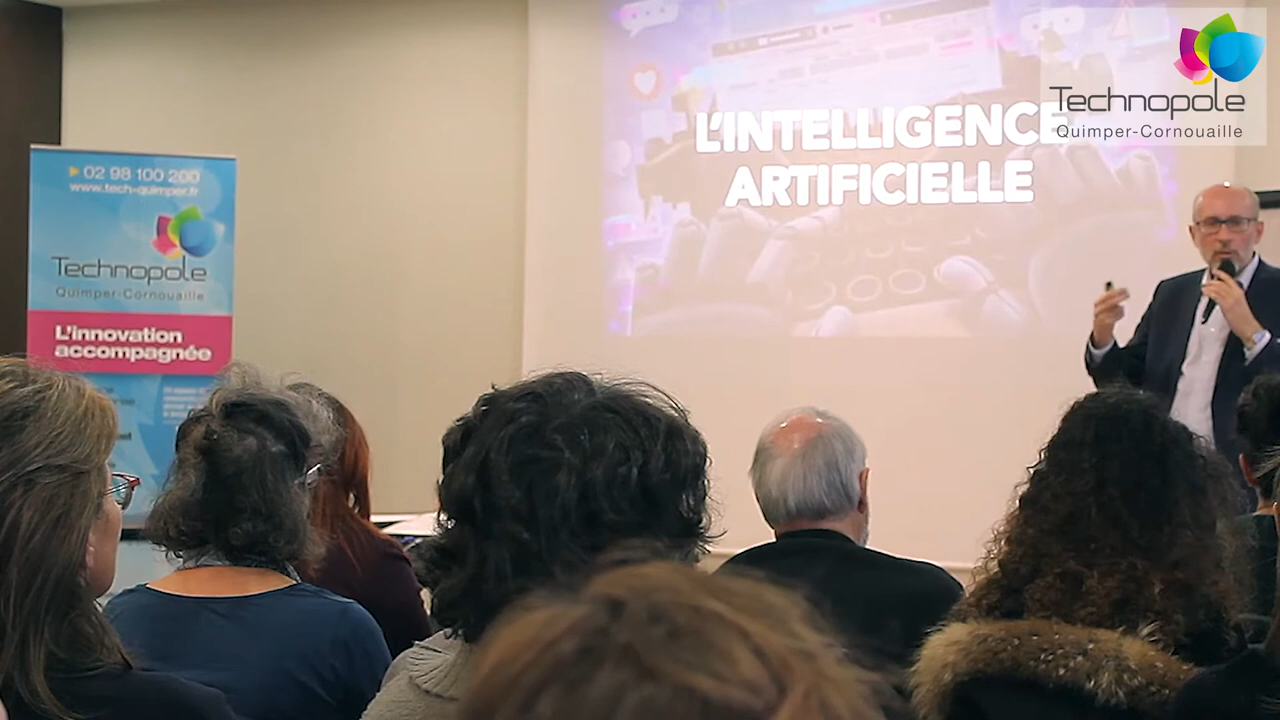 02 98 100 200
www.tech-quimper.fr
Technopole
Quimper-Cornouaille
L'innovation
accompagnée
L'INTELLIGENCE
ARTIFICIELLE
Technopole
Quimper-Cornouaille